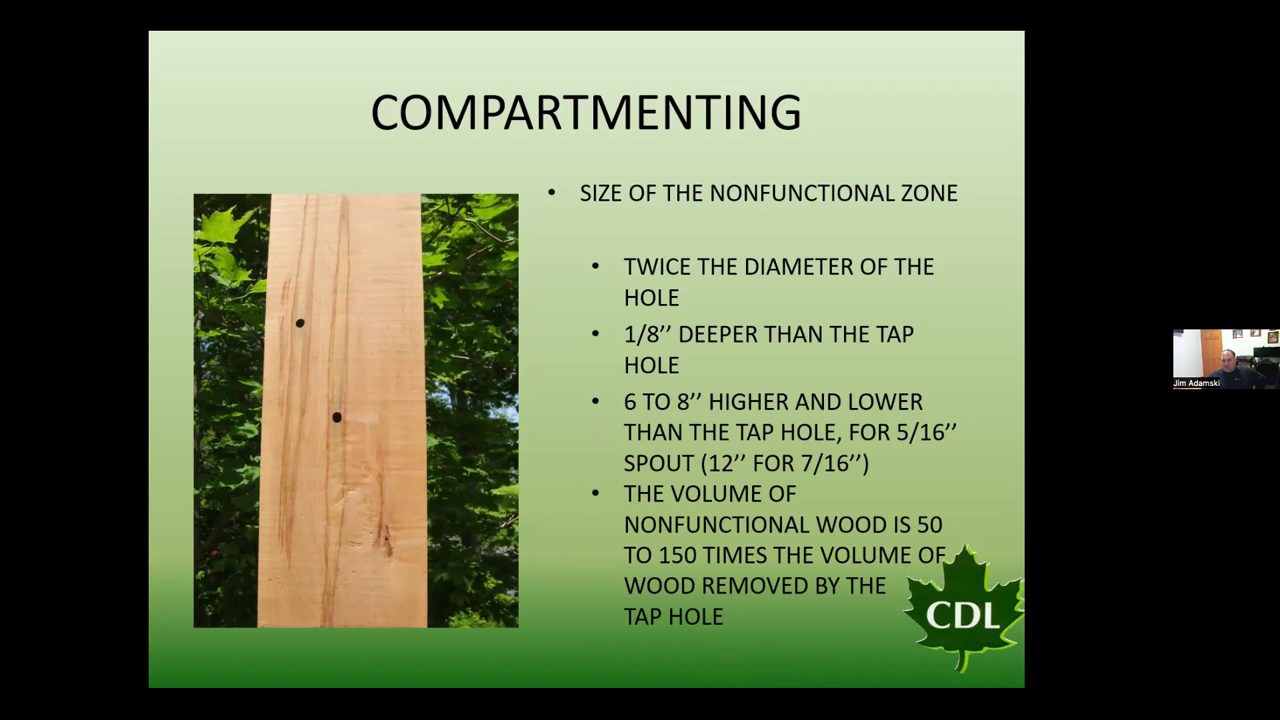 COMPARTMENTING
• SIZE OF THE NONFUNCTIONAL ZONE
• TWICE THE DIAMETER OF THE
HOLE
• 1/8’’ DEEPER THAN THE TAP
HOLE
• 6 TO 8’’ HIGHER AND LOWER
THAN THE TAP HOLE, FOR 5/16’’
SPOUT (12’’ FOR 7/16’’)
• THE VOLUME OF
NONFUNCTIONAL WOOD IS 50
TO 150 TIMES THE VOLUME OF
WOOD REMOVED BY THE
TAP HOLE
CDL
Jim Adamski